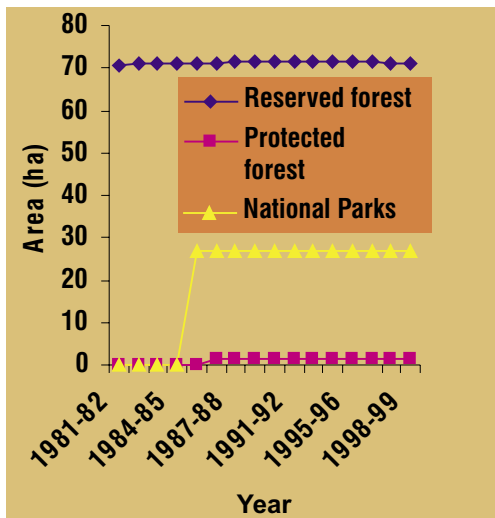 80
70
60
50
40
30
20
10
0
Area (ha)
Reserved forest
Protected
forest
National Parks
1981-82
1984-85
1987-88
1991-92
1995-96
1998-99
Year